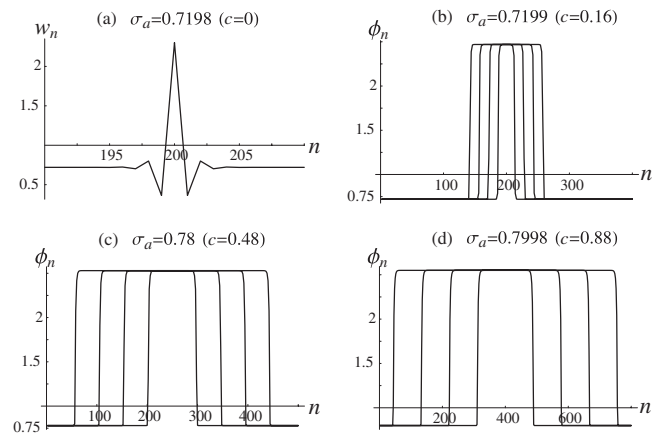 (a) σₐ=0.7198 (c=0)
wₙ
2
1.5
195 200 205 n
0.5
(b) σₐ=0.7199 (c=0.16)
ϕₙ
2
1.5
100 200 300 n
0.75
(c) σₐ=0.78 (c=0.48)
ϕₙ
2
1.5
100 200 300 400 n
0.75
(d) σₐ=0.7998 (c=0.88)
ϕₙ
2
1.5
200 400 600 n
0.75